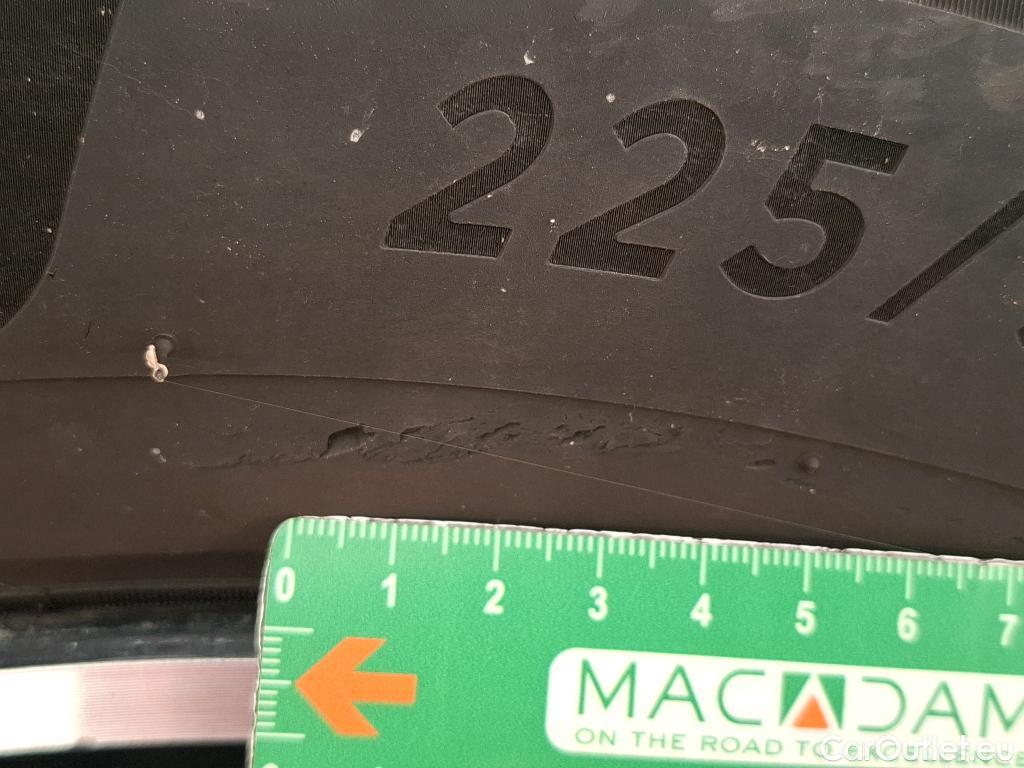 225/
0 1 2 3 4 5 6 7
MACADAM
ON THE ROAD TO
CarOutlet.eu